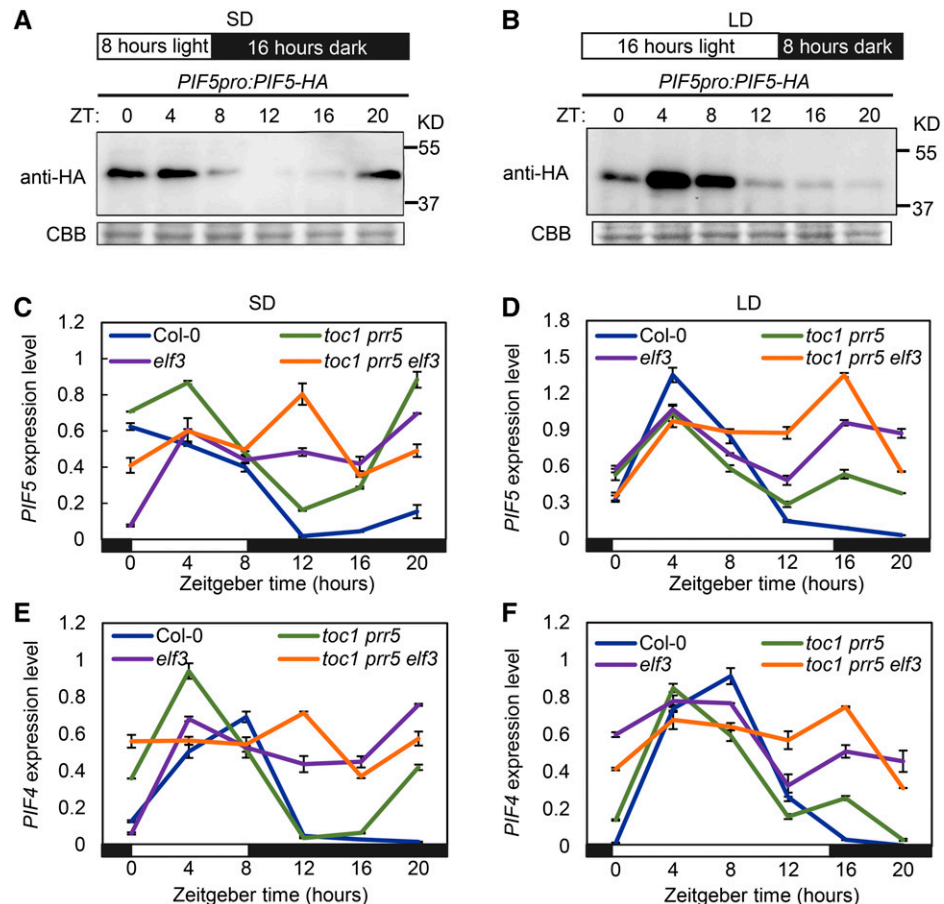 A SD
8 hours light 16 hours dark
PIF5pro:PIF5-HA
ZT: 0 4 8 12 16 20 KD
55
anti-HA
37
CBB
B LD
16 hours light 8 hours dark
PIF5pro:PIF5-HA
ZT: 0 4 8 12 16 20 KD
55
anti-HA
37
CBB
C SD
Col-0 toc1 prr5
elf3 toc1 prr5 elf3
PIF5 expression level
1.2
1
0.8
0.6
0.4
0.2
0
0 4 8 12 16 20
Zeitgeber time (hours)
D LD
Col-0 toc1 prr5
elf3 toc1 prr5 elf3
PIF5 expression level
1.8
1.5
1.2
0.9
0.6
0.3
0
0 4 8 12 16 20
Zeitgeber time (hours)
E
Col-0 toc1 prr5
elf3 toc1 prr5 elf3
PIF4 expression level
1.2
1
0.8
0.6
0.4
0.2
0
0 4 8 12 16 20
Zeitgeber time (hours)
F
Col-0 toc1 prr5
elf3 toc1 prr5 elf3
PIF4 expression level
1.2
1
0.8
0.6
0.4
0.2
0
0 4 8 12 16 20
Zeitgeber time (hours)